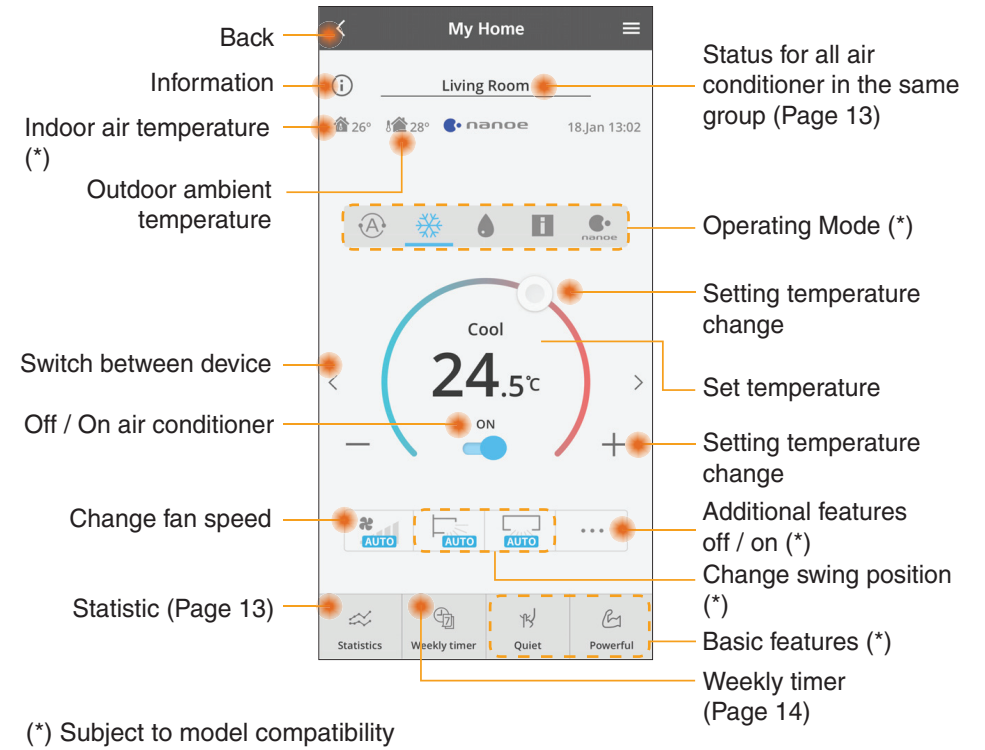 Back
My Home
Information
Living Room
Status for all air
conditioner in the same
group (Page 13)
Indoor air temperature
(*)
26°
28°
nanoe
18.Jan 13:02
Outdoor ambient
temperature
A
i
nanoe
Operating Mode (*)
Setting temperature
change
Cool
24.5°C
Switch between device
Set temperature
Off / On air conditioner
ON
Setting temperature
change
Change fan speed
AUTO
AUTO
AUTO
Additional features
off / on (*)
Change swing position
(*)
Statistic (Page 13)
Statistics
Weekly timer
Quiet
Powerful
Basic features (*)
Weekly timer
(Page 14)
(*) Subject to model compatibility